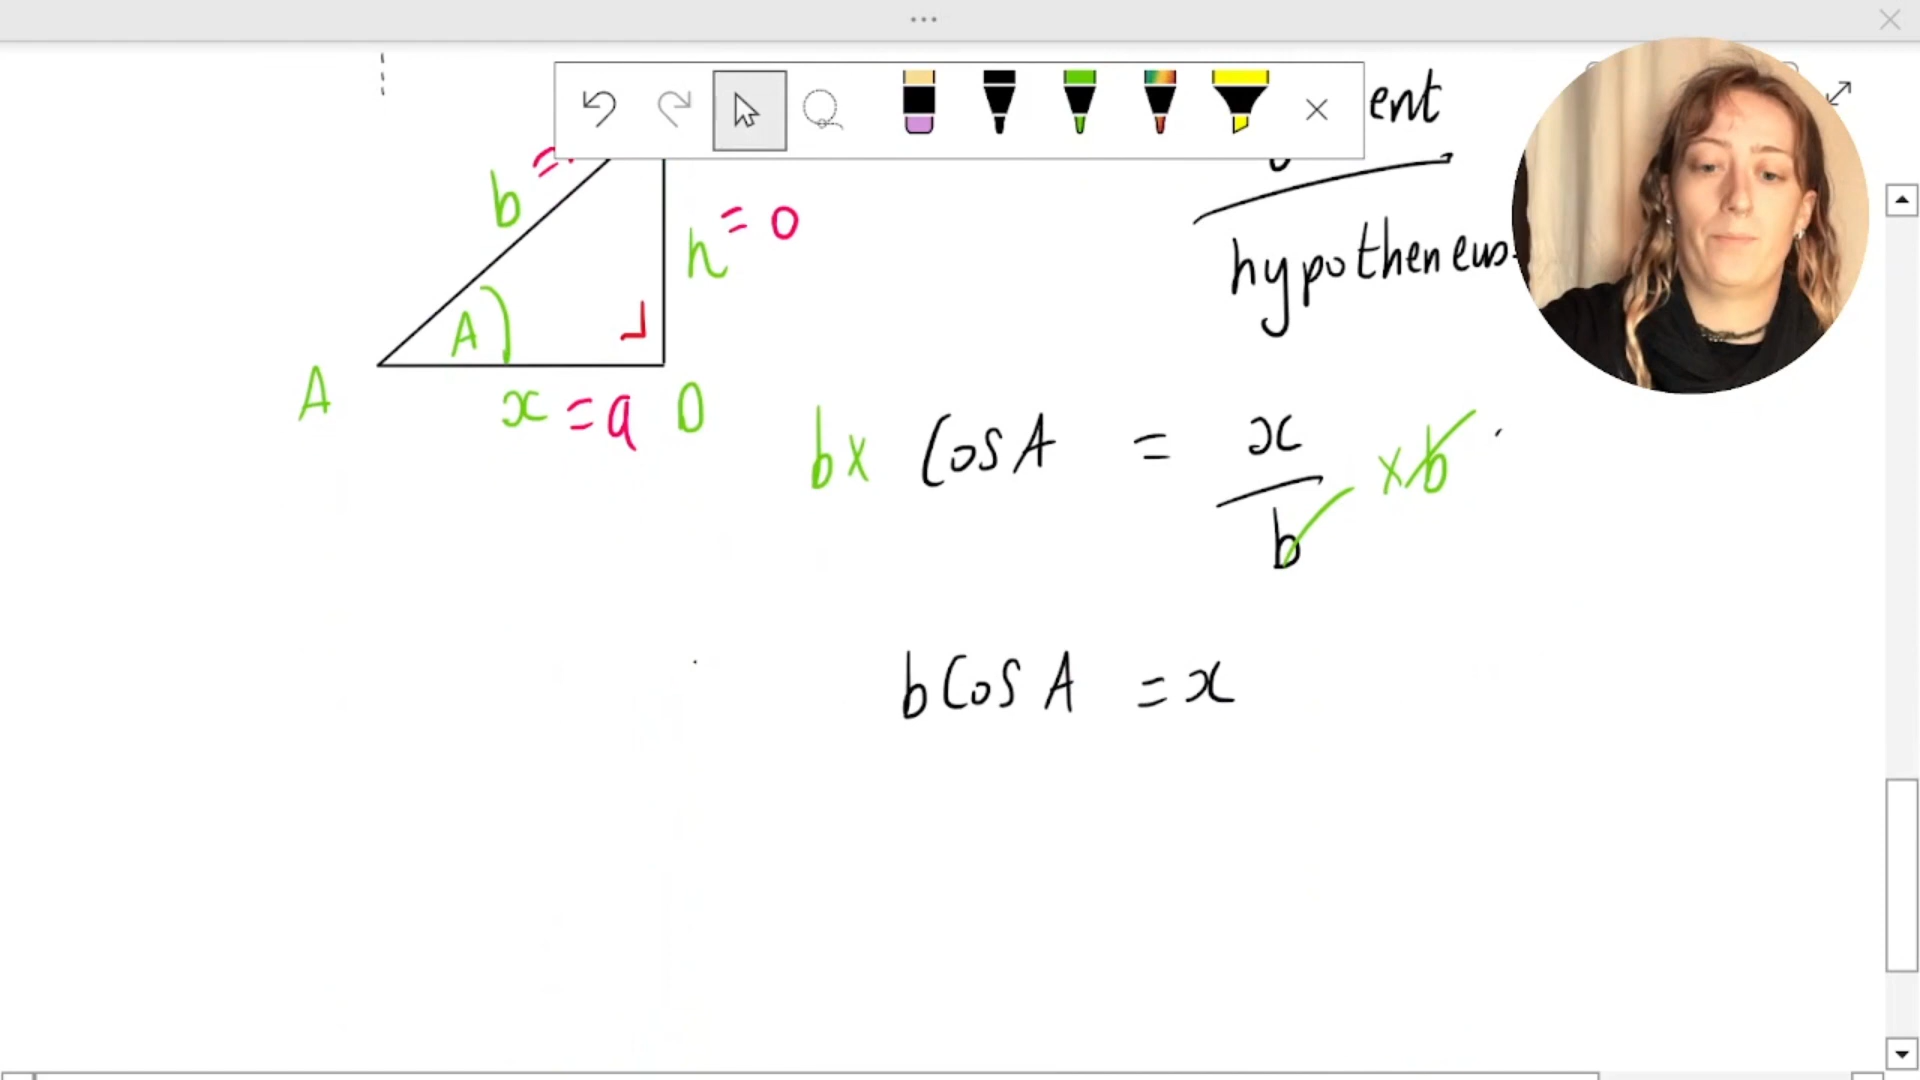 ent
b =
h = o
hypotheneus
A
A
x = a D
b x Cos A = x x b
b
b Cos A = x